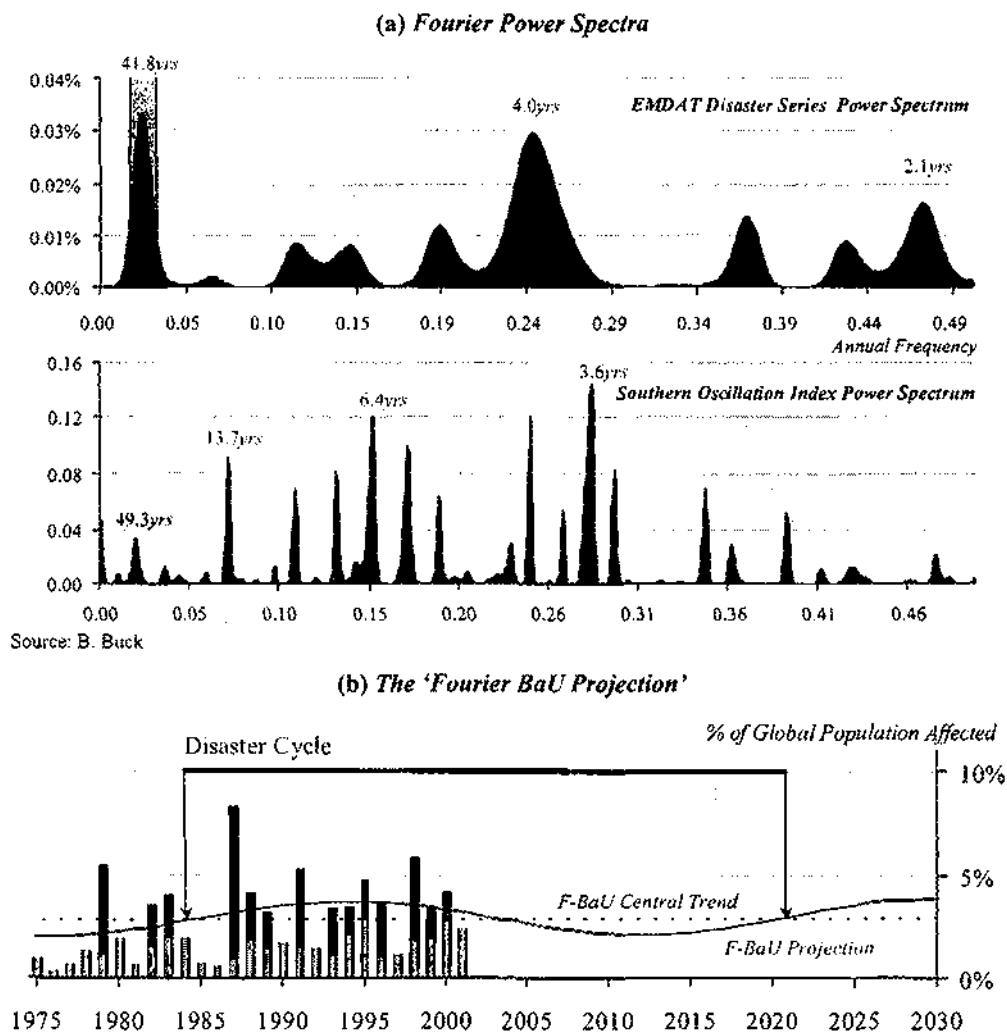 (a) Fourier Power Spectra
41.8yrs
0.04%
4.0yrs
EMDAT Disaster Series Power Spectrum
0.03%
2.1yrs
0.02%
0.01%
0.00%
0.00 0.05 0.10 0.15 0.19 0.24 0.29 0.34 0.39 0.44 0.49
Annual Frequency
0.16
3.6yrs
Southern Oscillation Index Power Spectrum
6.4yrs
0.12
13.7yrs
0.08
49.3yrs
0.04
0.00
0.00 0.05 0.10 0.15 0.20 0.26 0.31 0.36 0.41 0.46
Source: B. Buck
(b) The ‘Fourier BaU Projection’
% of Global Population Affected
Disaster Cycle
10%
5%
F-BaU Central Trend
F-BaU Projection
0%
1975 1980 1985 1990 1995 2000 2005 2010 2015 2020 2025 2030